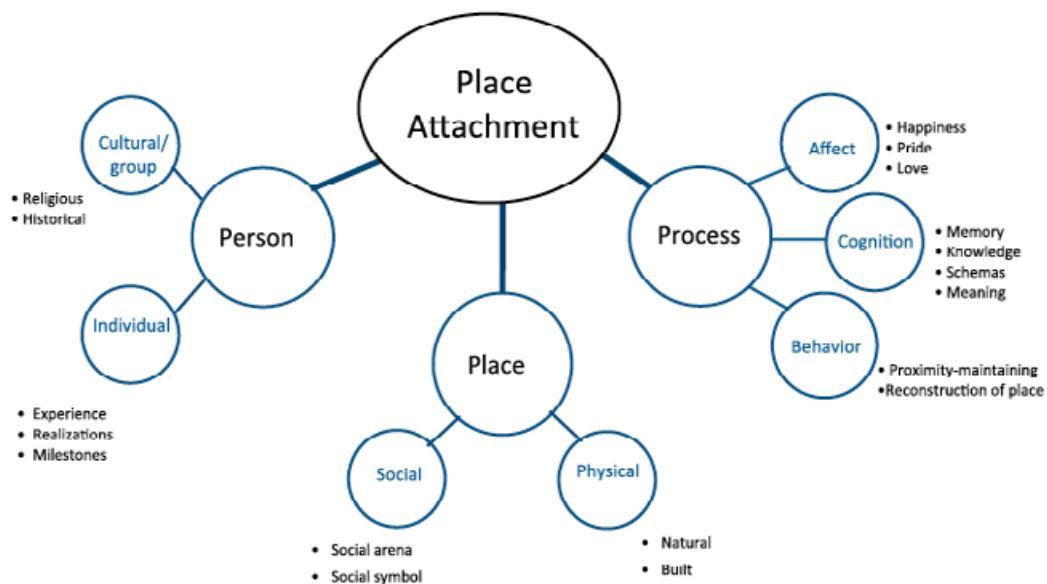 Place
Attachment
Cultural/
group
• Religious
• Historical
Person
Individual
• Experience
• Realizations
• Milestones
Place
Social
• Social arena
• Social symbol
Physical
• Natural
• Built
Process
Affect
• Happiness
• Pride
• Love
Cognition
• Memory
• Knowledge
• Schemas
• Meaning
Behavior
• Proximity-maintaining
•Reconstruction of place